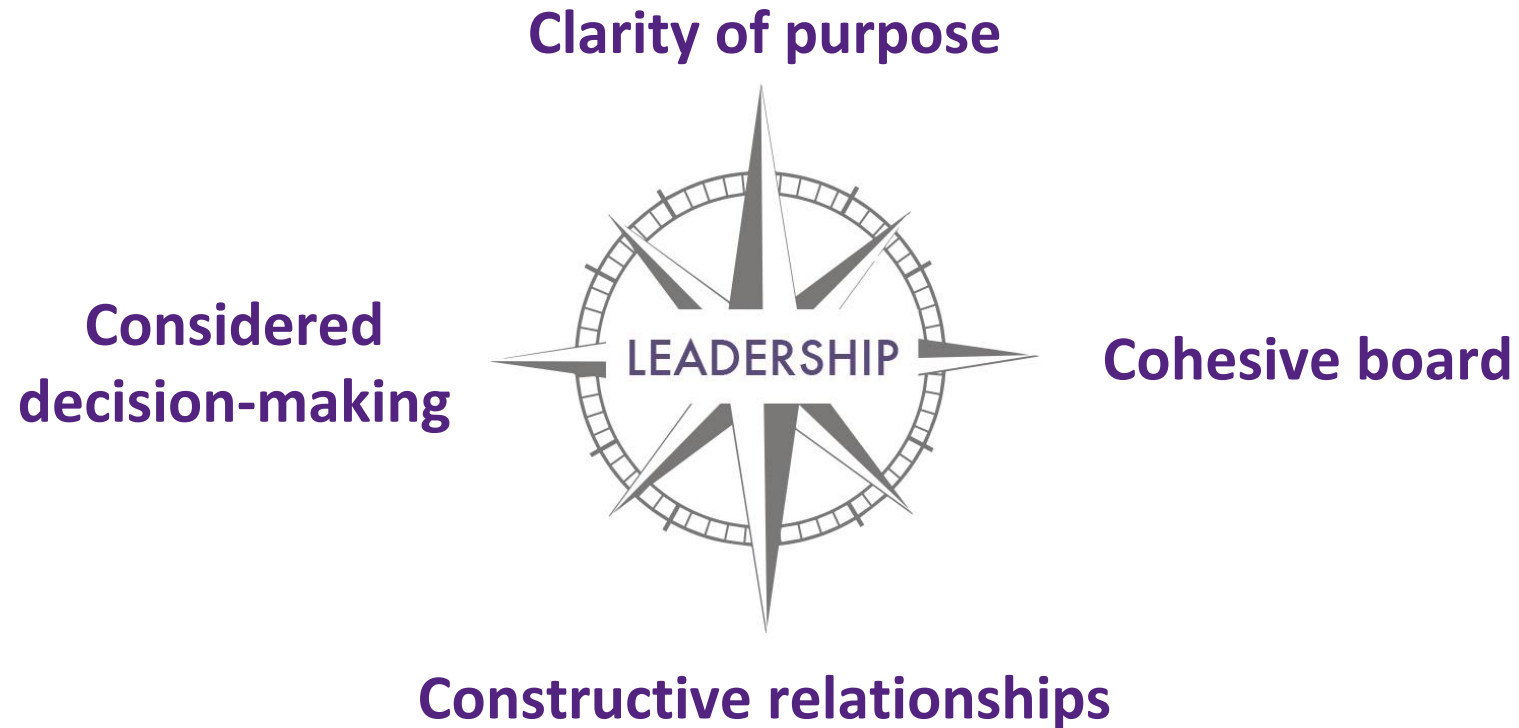 Clarity of purpose
Considered
decision-making
LEADERSHIP
Cohesive board
Constructive relationships